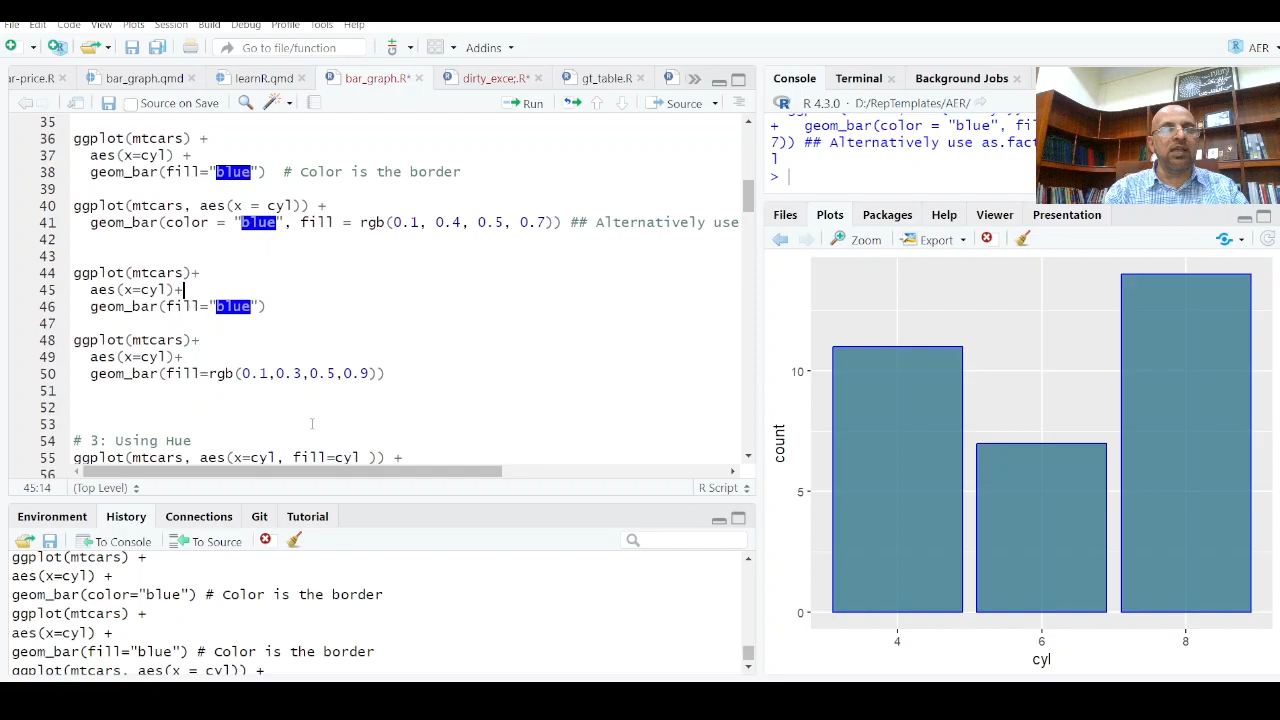 File Edit Code View Plots Session Build Debug Profile Tools Help
Go to file/function
Addins
AER
ar-price.R
bar_graph.qmd
learnR.qmd
bar_graph.R*
dirty_exce;.R*
gt_table.R
Source on Save
Run
Source
35
36 ggplot(mtcars) +
37 aes(x=cyl) +
38 geom_bar(fill="blue") # Color is the border
39
40 ggplot(mtcars, aes(x = cyl)) +
41 geom_bar(color = "blue", fill = rgb(0.1, 0.4, 0.5, 0.7)) ## Alternatively use
42
43
44 ggplot(mtcars)+
45 aes(x=cyl)+
46 geom_bar(fill="blue")
47
48 ggplot(mtcars)+
49 aes(x=cyl)+
50 geom_bar(fill=rgb(0.1,0.3,0.5,0.9))
51
52
53
54 # 3: Using Hue
55 ggplot(mtcars, aes(x=cyl, fill=cyl )) +
56
45:14 (Top Level) R Script
Environment History Connections Git Tutorial
To Console To Source
ggplot(mtcars) +
aes(x=cyl) +
geom_bar(color="blue") # Color is the border
ggplot(mtcars) +
aes(x=cyl) +
geom_bar(fill="blue") # Color is the border
ggplot(mtcars, aes(x = cyl)) +
Console Terminal Background Jobs
R 4.3.0 · D:/RepTemplates/AER/
+ geom_bar(color = "blue", fil
7)) ## Alternatively use as.fact
l
>
Files Plots Packages Help Viewer Presentation
Zoom Export
10
5
0
count
4 6 8
cyl